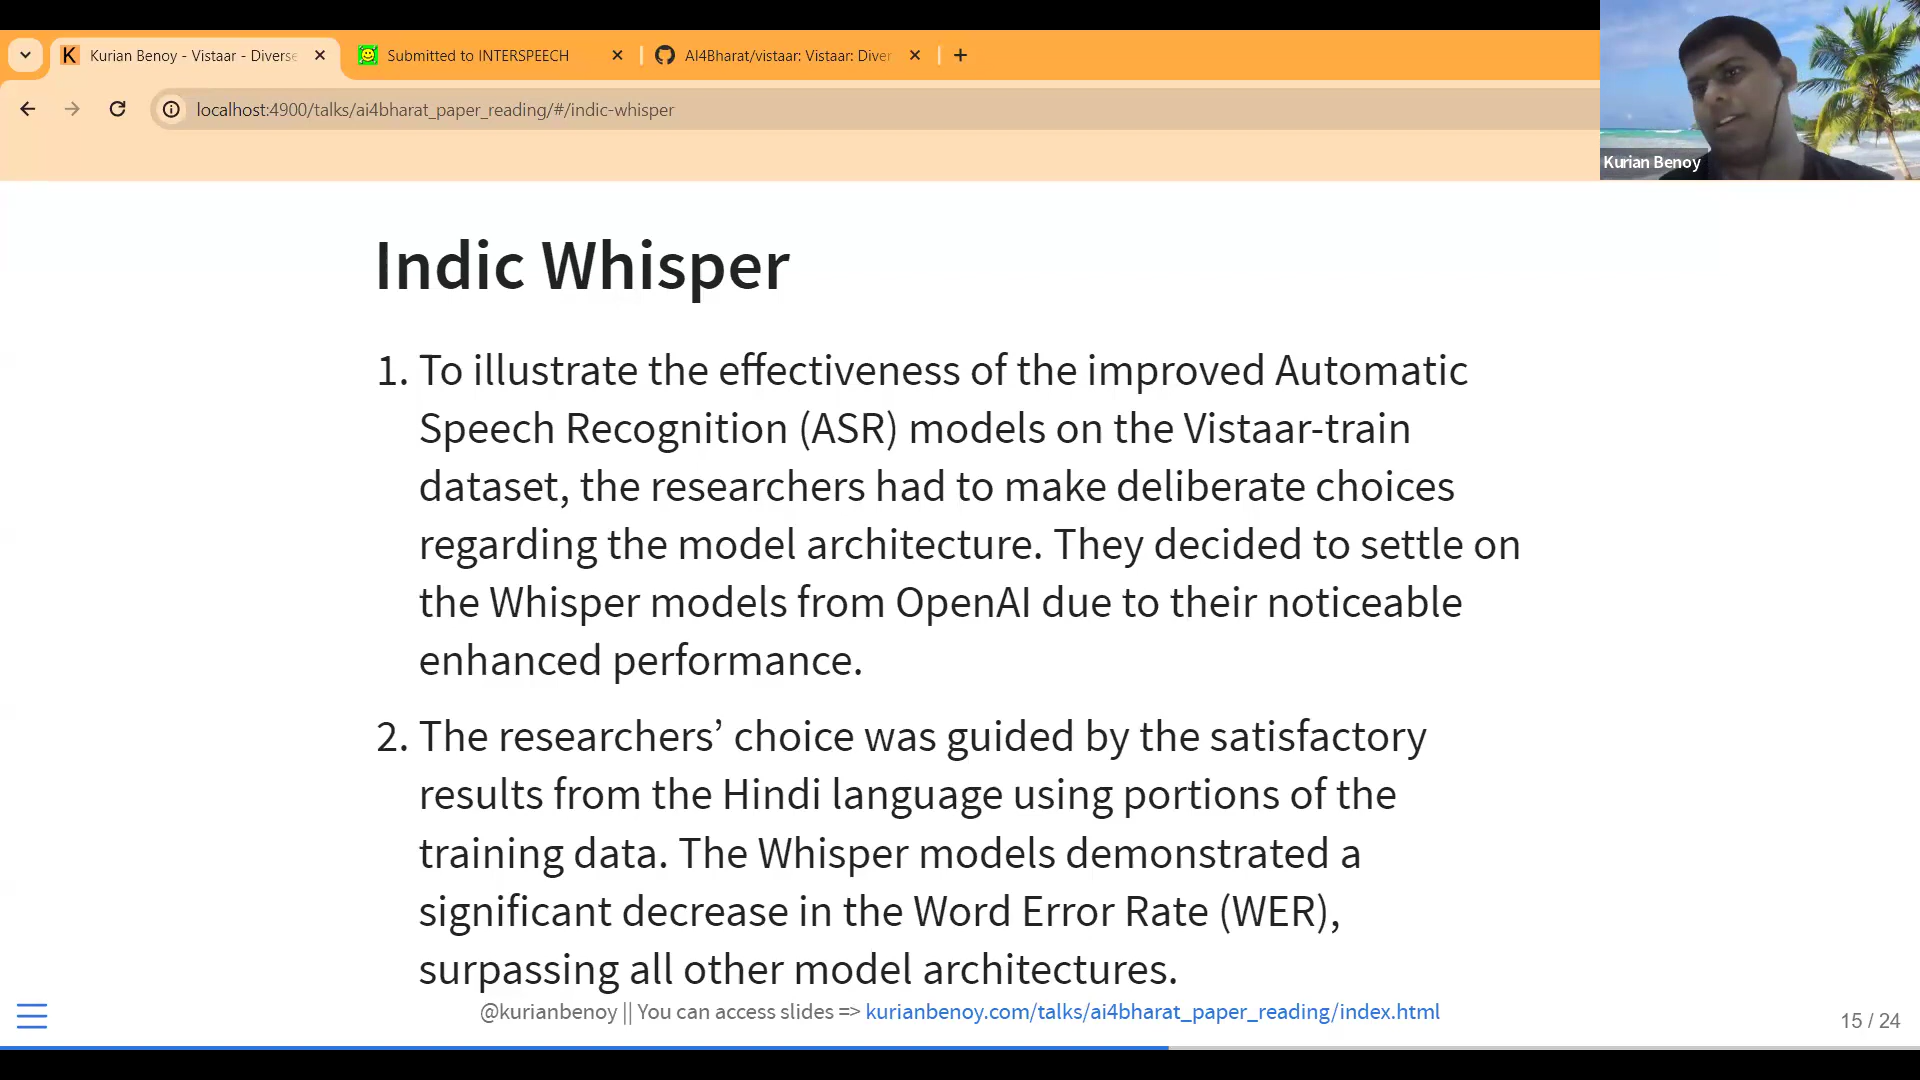 Kurian Benoy - Vistaar - Diverse
Submitted to INTERSPEECH
AI4Bharat/vistaar: Vistaar: Diver
localhost:4900/talks/ai4bharat_paper_reading/#/indic-whisper
Kurian Benoy
Indic Whisper
1. To illustrate the effectiveness of the improved Automatic
Speech Recognition (ASR) models on the Vistaar-train
dataset, the researchers had to make deliberate choices
regarding the model architecture. They decided to settle on
the Whisper models from OpenAI due to their noticeable
enhanced performance.
2. The researchers’ choice was guided by the satisfactory
results from the Hindi language using portions of the
training data. The Whisper models demonstrated a
significant decrease in the Word Error Rate (WER),
surpassing all other model architectures.
@kurianbenoy || You can access slides => kurianbenoy.com/talks/ai4bharat_paper_reading/index.html
15 / 24